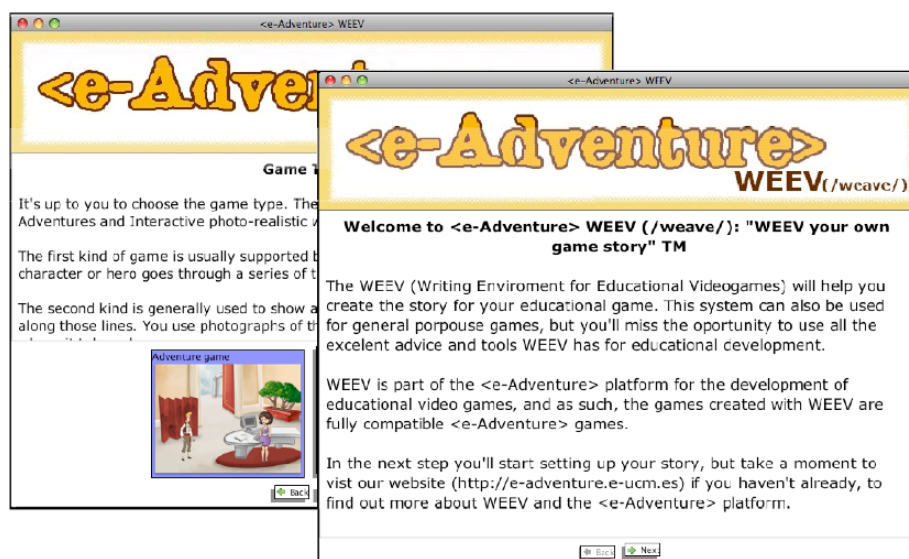 <e-Adventure> WEEV
Game
It's up to you to choose the game type. The
Adventures and Interactive photo-realistic
The first kind of game is usually supported
character or hero goes through a series of
The second kind is generally used to show a
along those lines. You use photographs of
Adventure game
Back
<e-Adventure> WEEV
<e-Adventure>
WEEV(/weave/)
Welcome to <e-Adventure> WEEV (/weave/): "WEEV your own
game story" TM
The WEEV (Writing Enviroment for Educational Videogames) will help you
create the story for your educational game. This system can also be used
for general porpouse games, but you'll miss the oportunity to use all the
excelent advice and tools WEEV has for educational development.
WEEV is part of the <e-Adventure> platform for the development of
educational video games, and as such, the games created with WEEV are
fully compatible <e-Adventure> games.
In the next step you'll start setting up your story, but take a moment to
vist our website (http://e-adventure.e-ucm.es) if you haven't already, to
find out more about WEEV and the <e-Adventure> platform.
Back Next